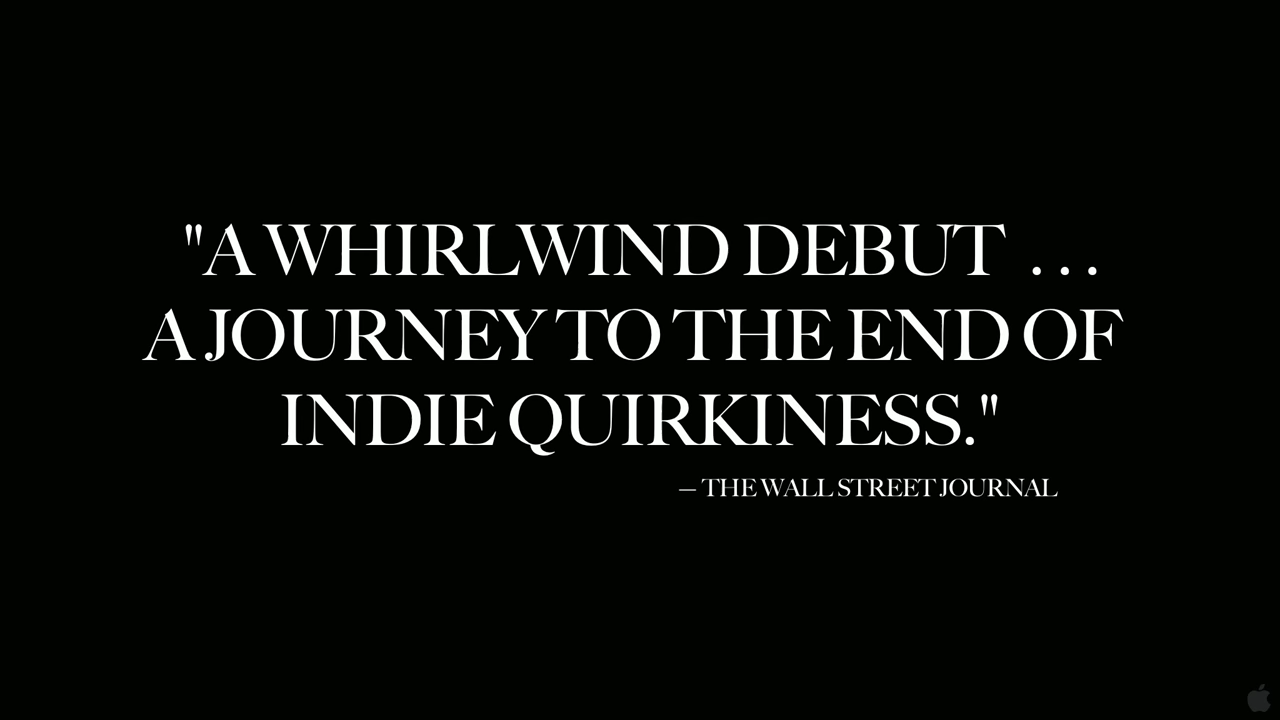 "A WHIRLWIND DEBUT ...
A JOURNEY TO THE END OF
INDIE QUIRKINESS."
— THE WALL STREET JOURNAL